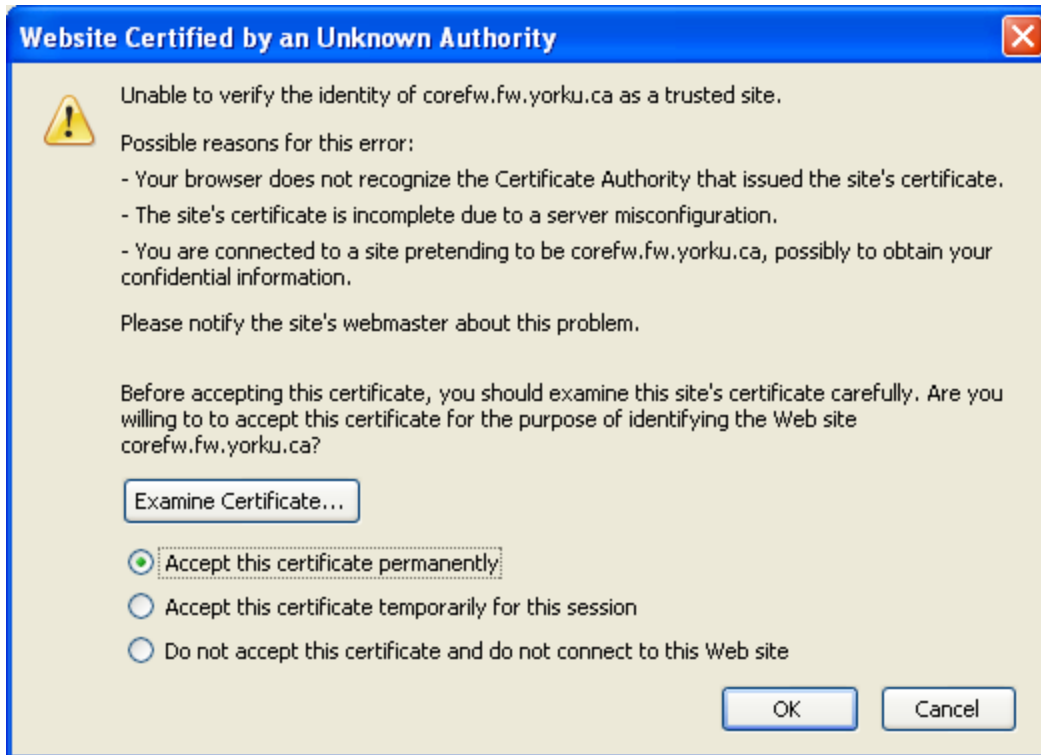 Website Certified by an Unknown Authority
Unable to verify the identity of corefw.fw.yorku.ca as a trusted site.
Possible reasons for this error:
- Your browser does not recognize the Certificate Authority that issued the site's certificate.
- The site's certificate is incomplete due to a server misconfiguration.
- You are connected to a site pretending to be corefw.fw.yorku.ca, possibly to obtain your
confidential information.
Please notify the site's webmaster about this problem.
Before accepting this certificate, you should examine this site's certificate carefully. Are you
willing to to accept this certificate for the purpose of identifying the Web site
corefw.fw.yorku.ca?
Examine Certificate...
Accept this certificate permanently
Accept this certificate temporarily for this session
Do not accept this certificate and do not connect to this Web site
OK Cancel